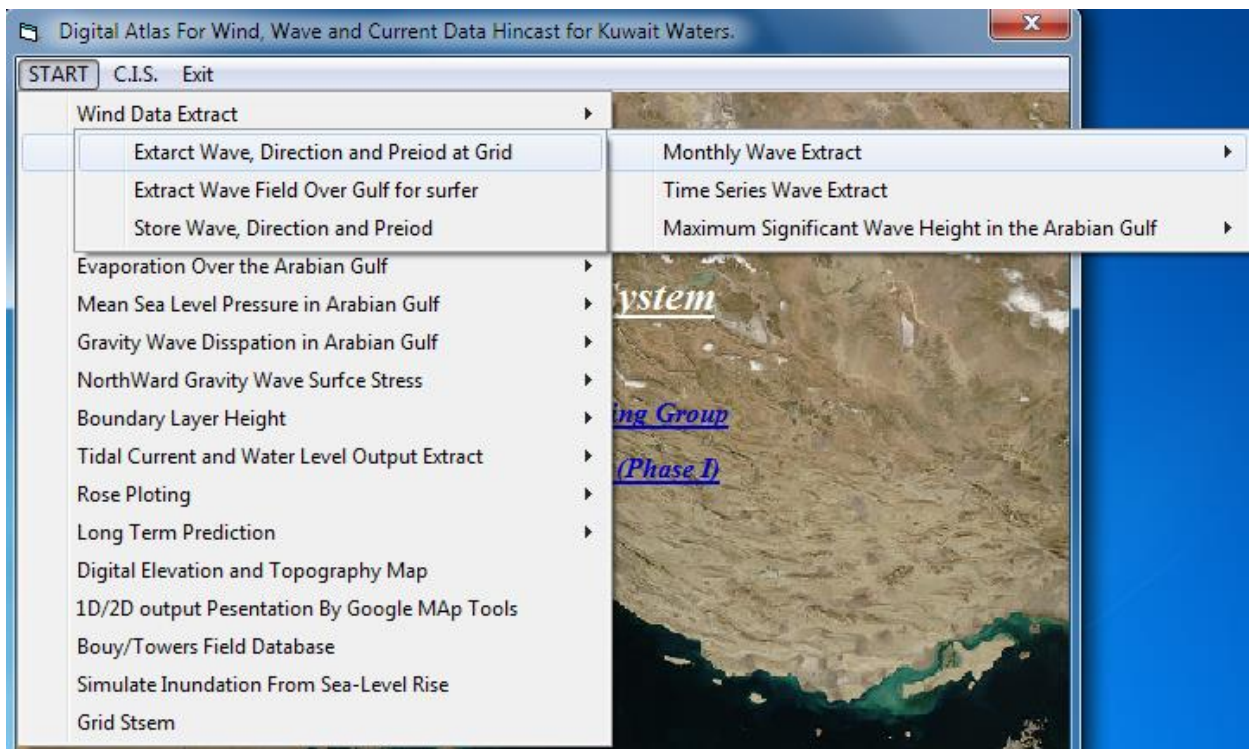 Digital Atlas For Wind, Wave and Current Data Hincast for Kuwait Waters.
START C.I.S. Exit
Wind Data Extract
Extarct Wave, Direction and Preiod at Grid
Monthly Wave Extract
Extract Wave Field Over Gulf for surfer
Time Series Wave Extract
Store Wave, Direction and Preiod
Maximum Significant Wave Height in the Arabian Gulf
Evaporation Over the Arabian Gulf
ystem
Mean Sea Level Pressure in Arabian Gulf
Gravity Wave Disspation in Arabian Gulf
NorthWard Gravity Wave Surfce Stress
Boundary Layer Height
ing Group
Tidal Current and Water Level Output Extract
(Phase I)
Rose Ploting
Long Term Prediction
Digital Elevation and Topography Map
1D/2D output Pesentation By Google MAp Tools
Bouy/Towers Field Database
Simulate Inundation From Sea-Level Rise
Grid Stsem